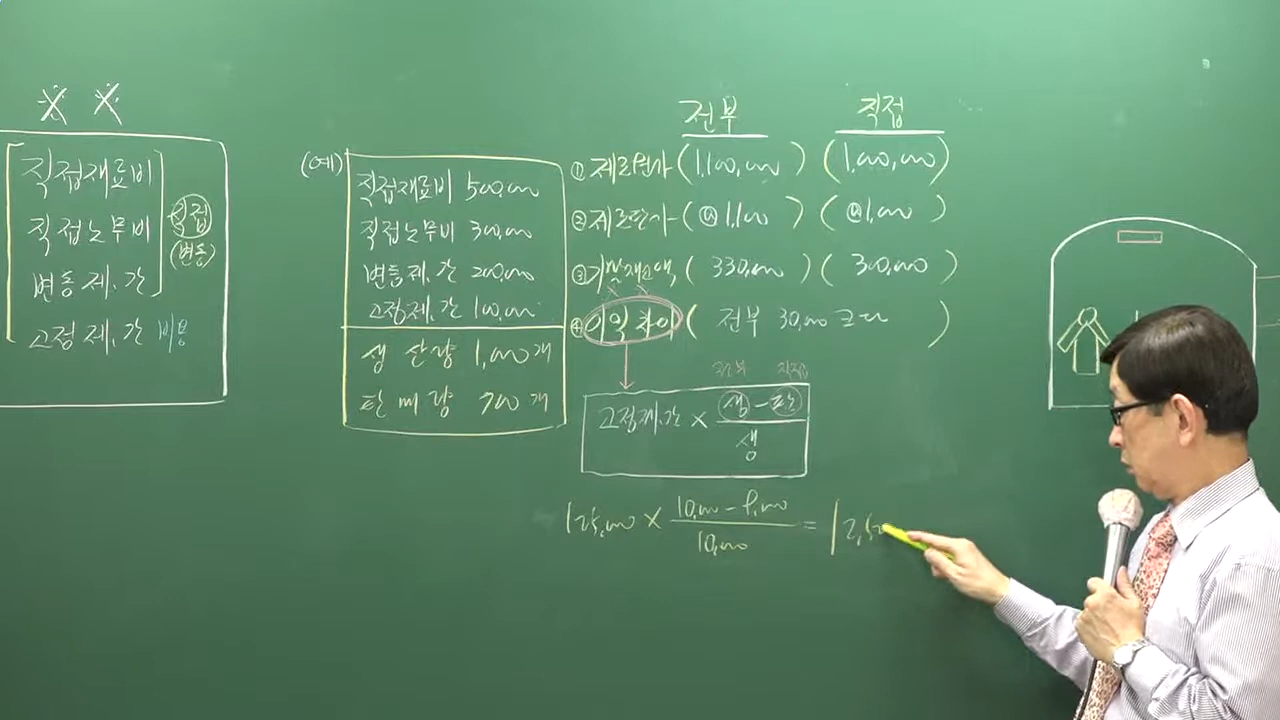 ※ ※
직접재료비
직접노무비
변동제.간
고정제.간 비용
직접
(변동)
(예)
직접재료비 500,000
직접노무비 300,000
변동제.간 200,000
고정제.간 100,000
생산량 1,000개
판매량 700개
전부 직접
① 제조원가 (1,100,000) (1,000,000)
② 제조단가 (@1,100) (@1,000)
③ 기말재고액, (330,000) (300,000)
④ 이익차이 ( 전부 30,000 크다 )
전부 직접
고정제.간 × 생-판
생
125,000 × 10,000-9,000
10,000
= 12,500